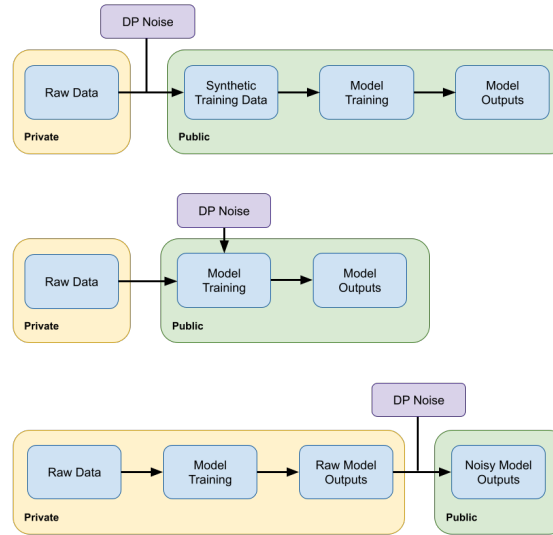 DP Noise
Raw Data
Synthetic
Training Data
Model
Training
Model
Outputs
Private
Public
DP Noise
Raw Data
Model
Training
Model
Outputs
Private
Public
DP Noise
Raw Data
Model
Training
Raw Model
Outputs
Noisy Model
Outputs
Private
Public